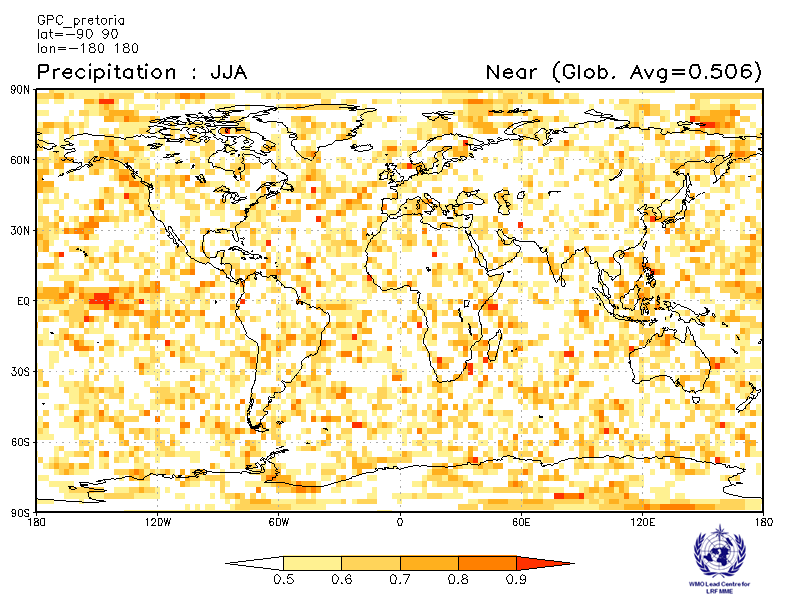 GPC_pretoria
lat=-90 90
lon=-180 180
Precipitation : JJA
Near (Glob. Avg=0.506)
90N
60N
30N
EQ
30S
60S
90S
180 120W 60W 0 60E 120E 180
0.5 0.6 0.7 0.8 0.9
WMO Lead Centre for
LRF MME